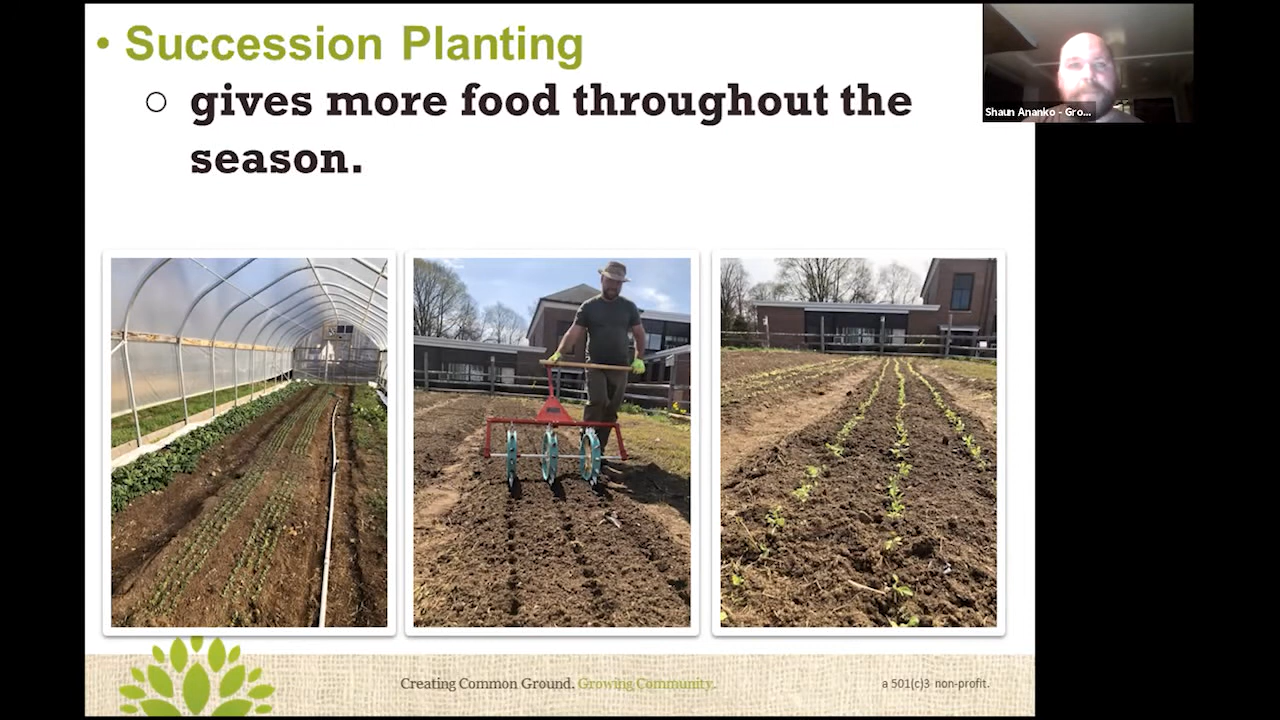 • Succession Planting
○ gives more food throughout the
season.
Shaun Ananko - Gro...
Creating Common Ground. Growing Community.
a 501(c)3 non-profit.